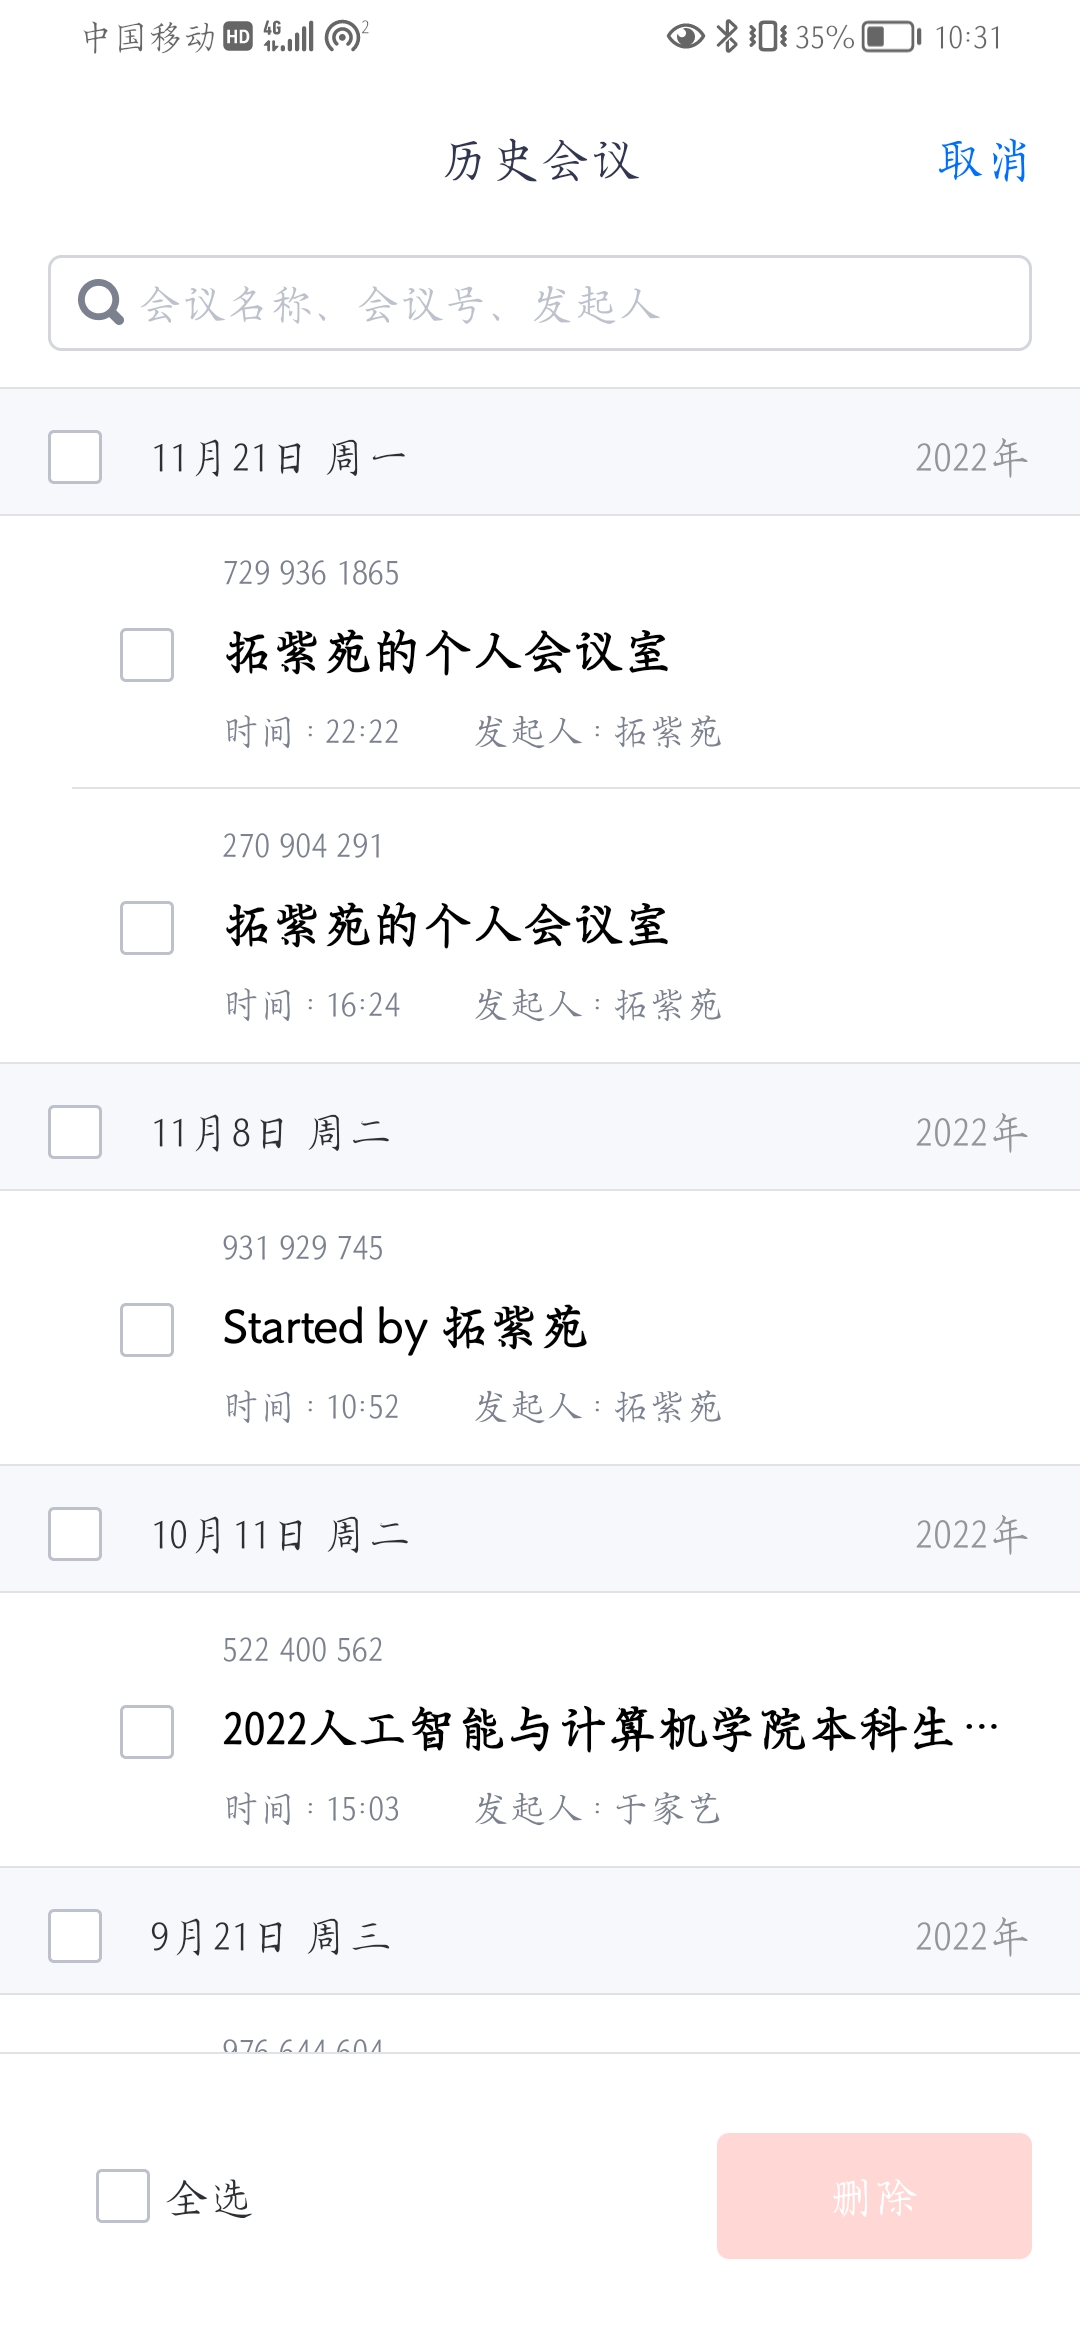 中国移动 HD 4G 2 35% 10:31
历史会议 取消
会议名称、会议号、发起人
11月21日 周一 2022年
729 936 1865
拓紫苑的个人会议室
时间：22:22 发起人：拓紫苑
270 904 291
拓紫苑的个人会议室
时间：16:24 发起人：拓紫苑
11月8日 周二 2022年
931 929 745
Started by 拓紫苑
时间：10:52 发起人：拓紫苑
10月11日 周二 2022年
522 400 562
2022人工智能与计算机学院本科生…
时间：15:03 发起人：于家艺
9月21日 周三 2022年
976 644 604
全选 删除